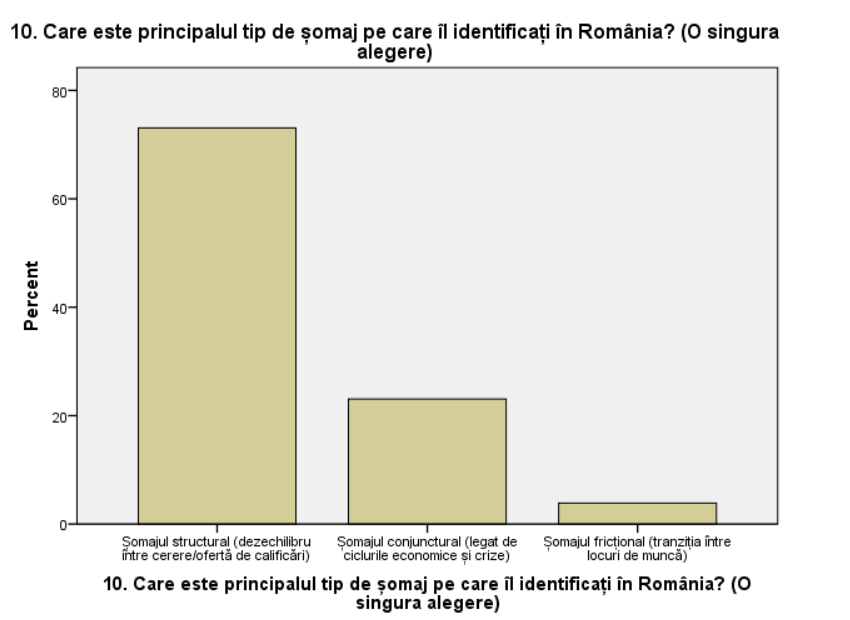 10. Care este principalul tip de șomaj pe care îl identificați în România? (O singura
alegere)
80
60
40
20
0
Percent
Șomajul structural (dezechilibru
între cerere/ofertă de calificări)
Șomajul conjunctural (legat de
ciclurile economice și crize)
Șomajul fricțional (tranziția între
locuri de muncă)
10. Care este principalul tip de șomaj pe care îl identificați în România? (O
singura alegere)